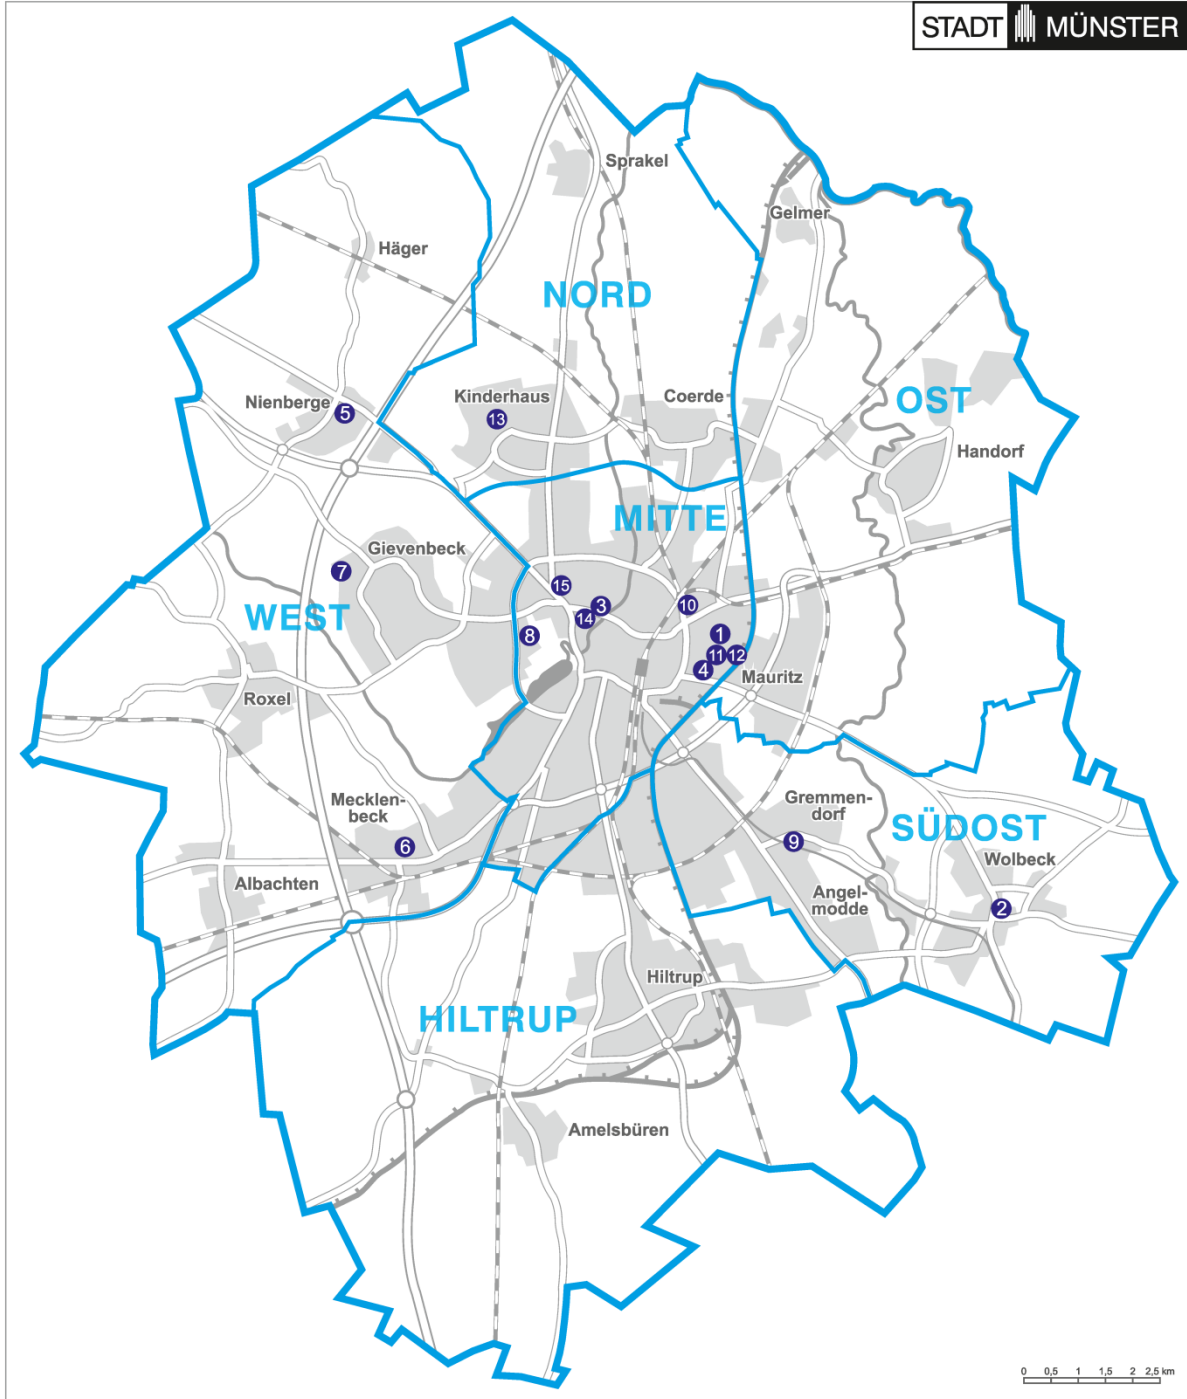 STADT MÜNSTER
Sprakel
Gelmer
Häger
NORD
Kinderhaus
Coerde
OST
Nienberge
5
13
Handorf
MITTE
Gievenbeck
7
15
3
10
WEST
14
8
1
11
12
4
Mauritz
Roxel
Mecklen-
beck
Gremmen-
dorf
SÜDOST
6
9
Wolbeck
Albachten
Angel-
modde
2
Hiltrup
HILTRUP
Amelsbüren
0 0,5 1 1,5 2 2,5 km